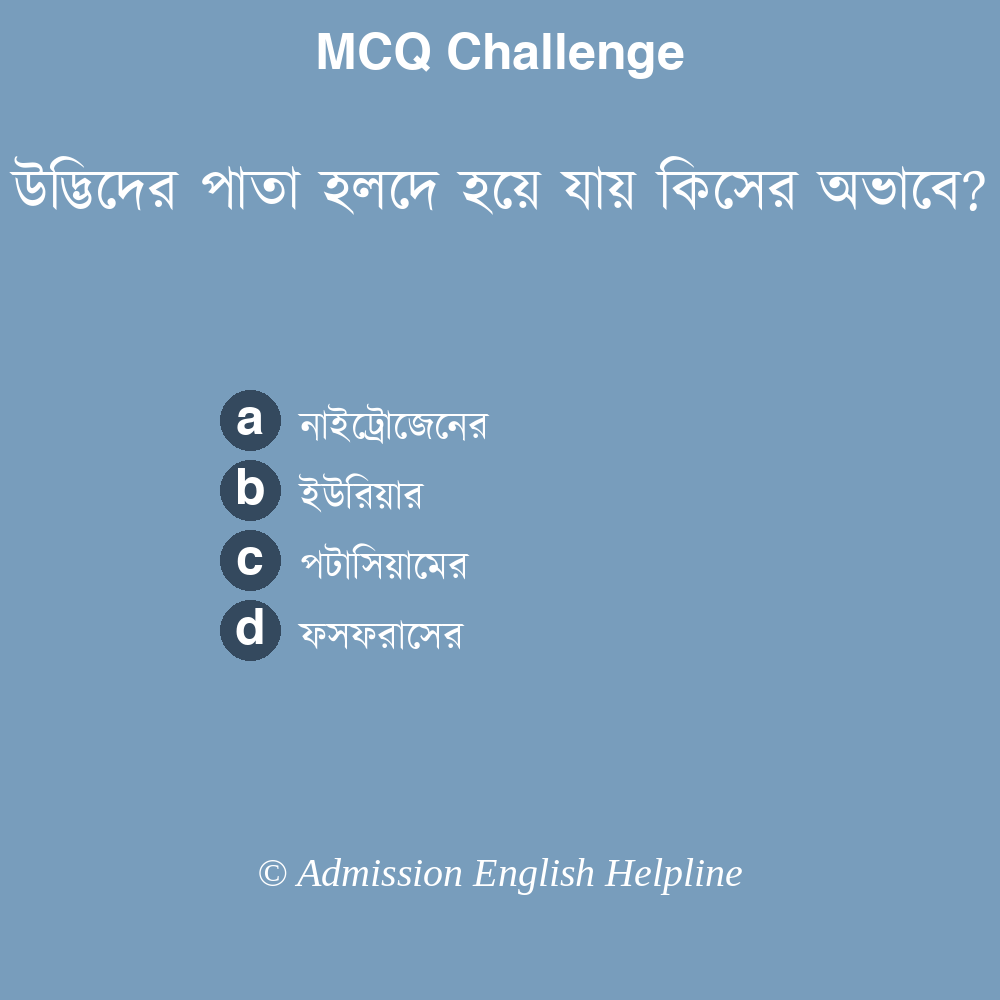 MCQ Challenge
উদ্ভিদের পাতা হলদে হয়ে যায় কিসের অভাবে?
a নাইট্রোজেনের
b ইউরিয়ার
c পটাসিয়ামের
d ফসফরাসের
© Admission English Helpline